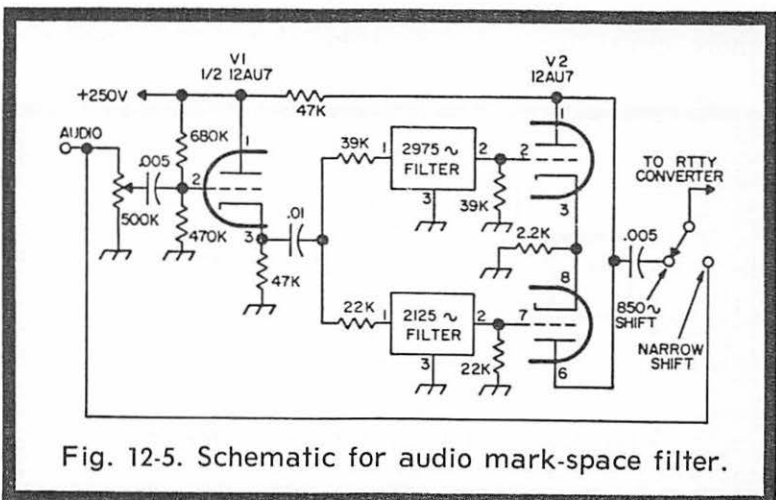 V1
1/2 12AU7
V2
12AU7
+250V
47K
1
1
AUDIO
680K
.005
2
39K
1
2975 ~
FILTER
2
2
TO RTTY
CONVERTER
3
39K
3
500K
470K
3
.01
2.2K
.005
47K
8
850~
SHIFT
22K
1
2125 ~
FILTER
2
7
3
22K
6
NARROW
SHIFT
Fig. 12-5. Schematic for audio mark-space filter.